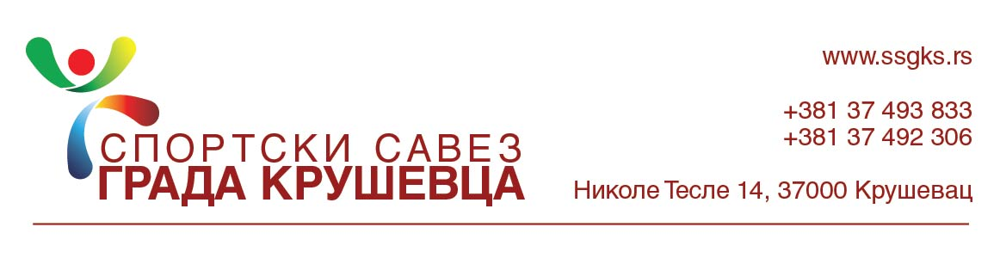 СПОРТСКИ САВЕЗ
ГРАДА КРУШЕВЦА
www.ssgks.rs
+381 37 493 833
+381 37 492 306
Николе Тесле 14, 37000 Крушевац